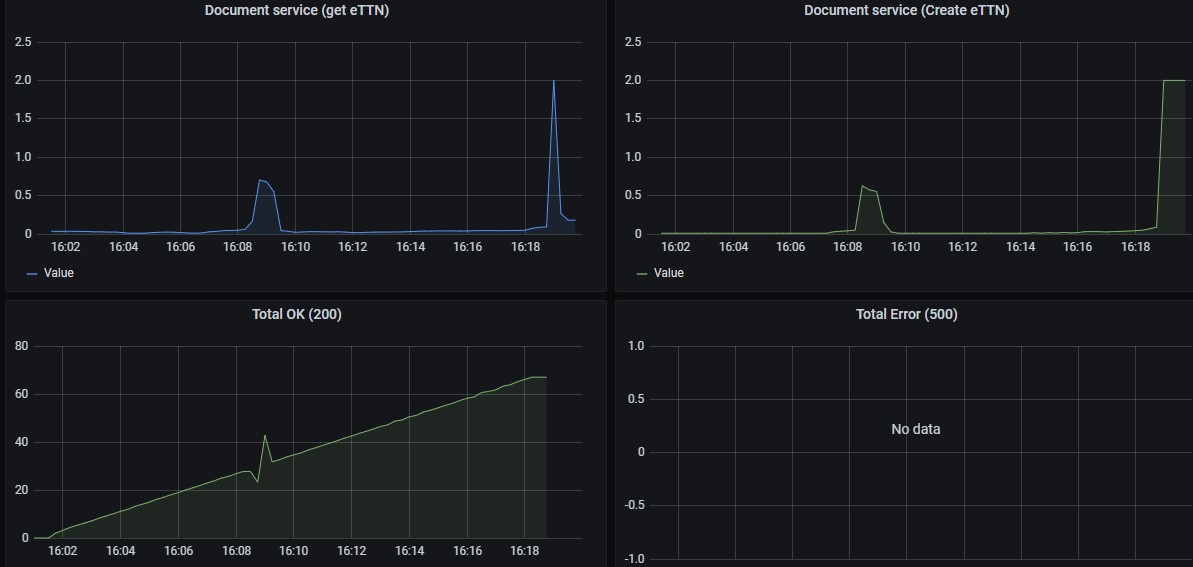 Document service (get eTTN)
2.5
2.0
1.5
1.0
0.5
0
16:02 16:04 16:06 16:08 16:10 16:12 16:14 16:16 16:18
Value
Document service (Create eTTN)
2.5
2.0
1.5
1.0
0.5
0
16:02 16:04 16:06 16:08 16:10 16:12 16:14 16:16 16:18
Value
Total OK (200)
80
60
40
20
0
16:02 16:04 16:06 16:08 16:10 16:12 16:14 16:16 16:18
Total Error (500)
1.0
0.5
0
-0.5
-1.0
No data